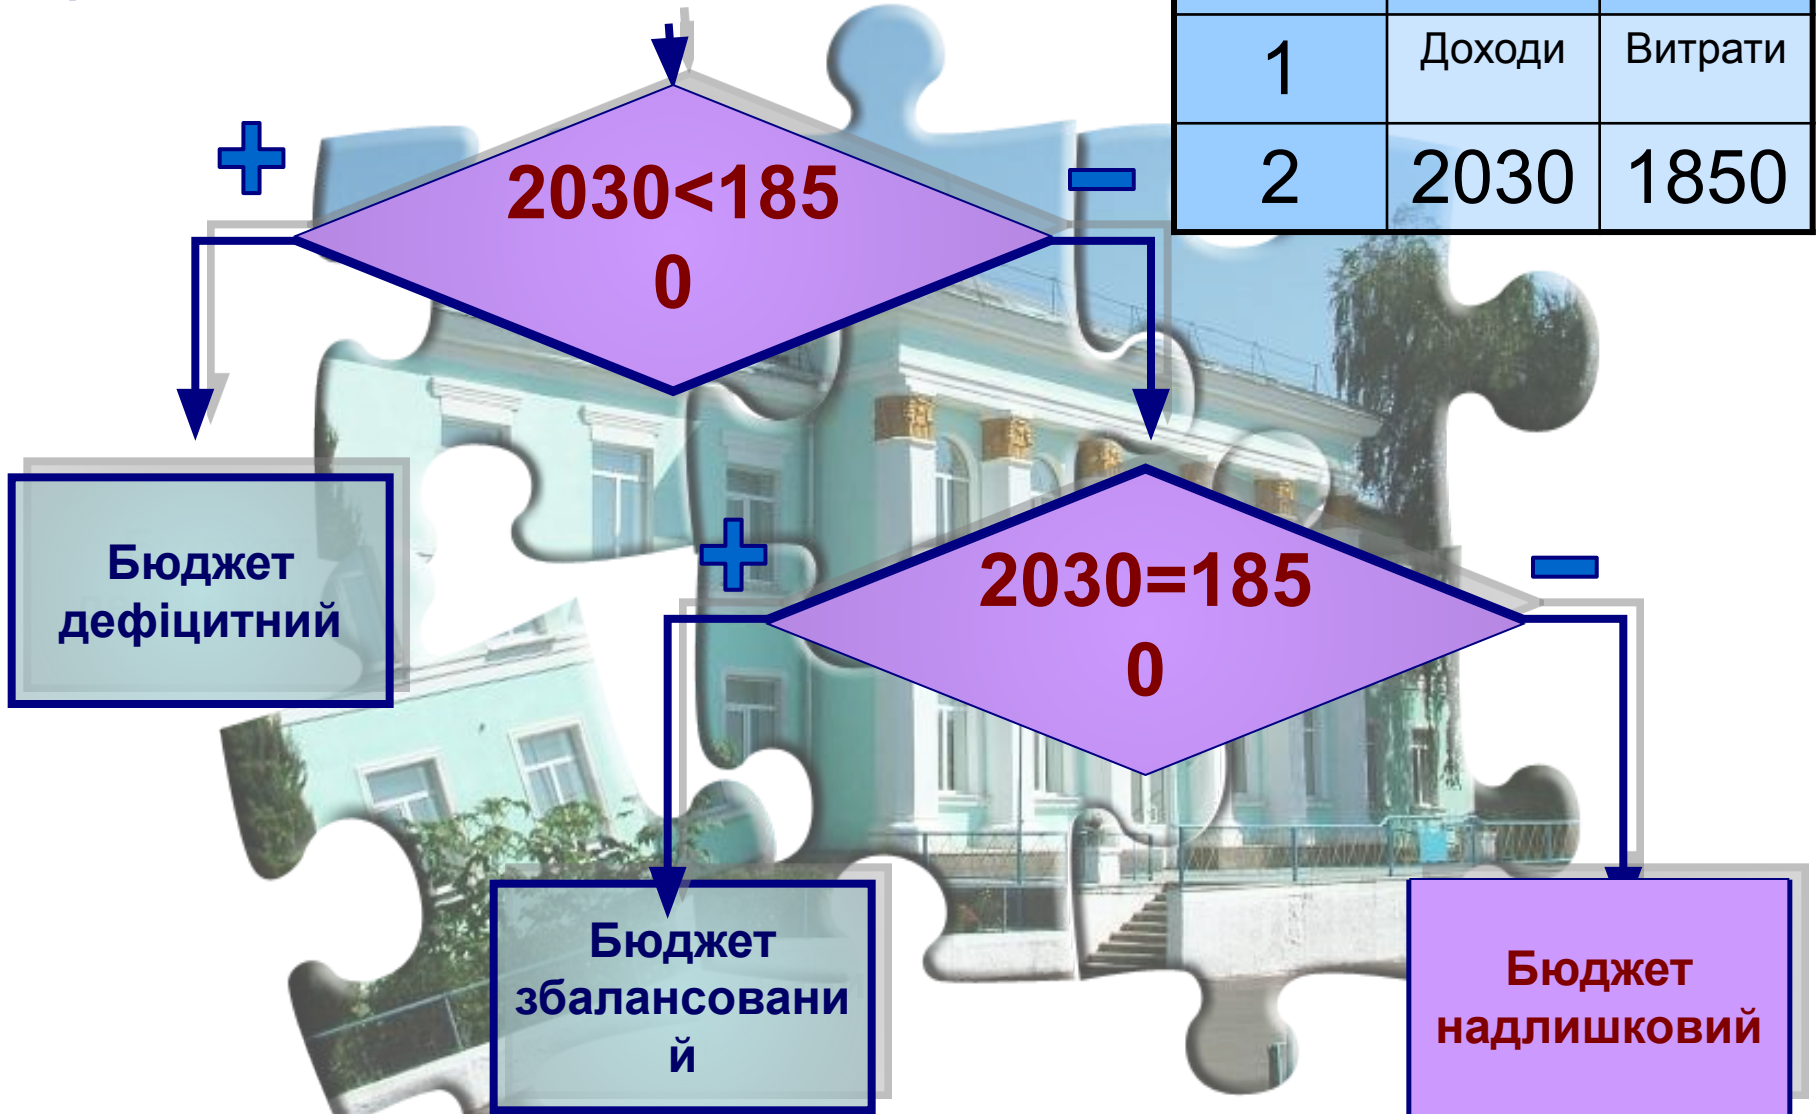 1 Доходи Витрати
2 2030 1850
2030<185
0
Бюджет
дефіцитний
2030=185
0
Бюджет
збалансовани
й
Бюджет
надлишковий